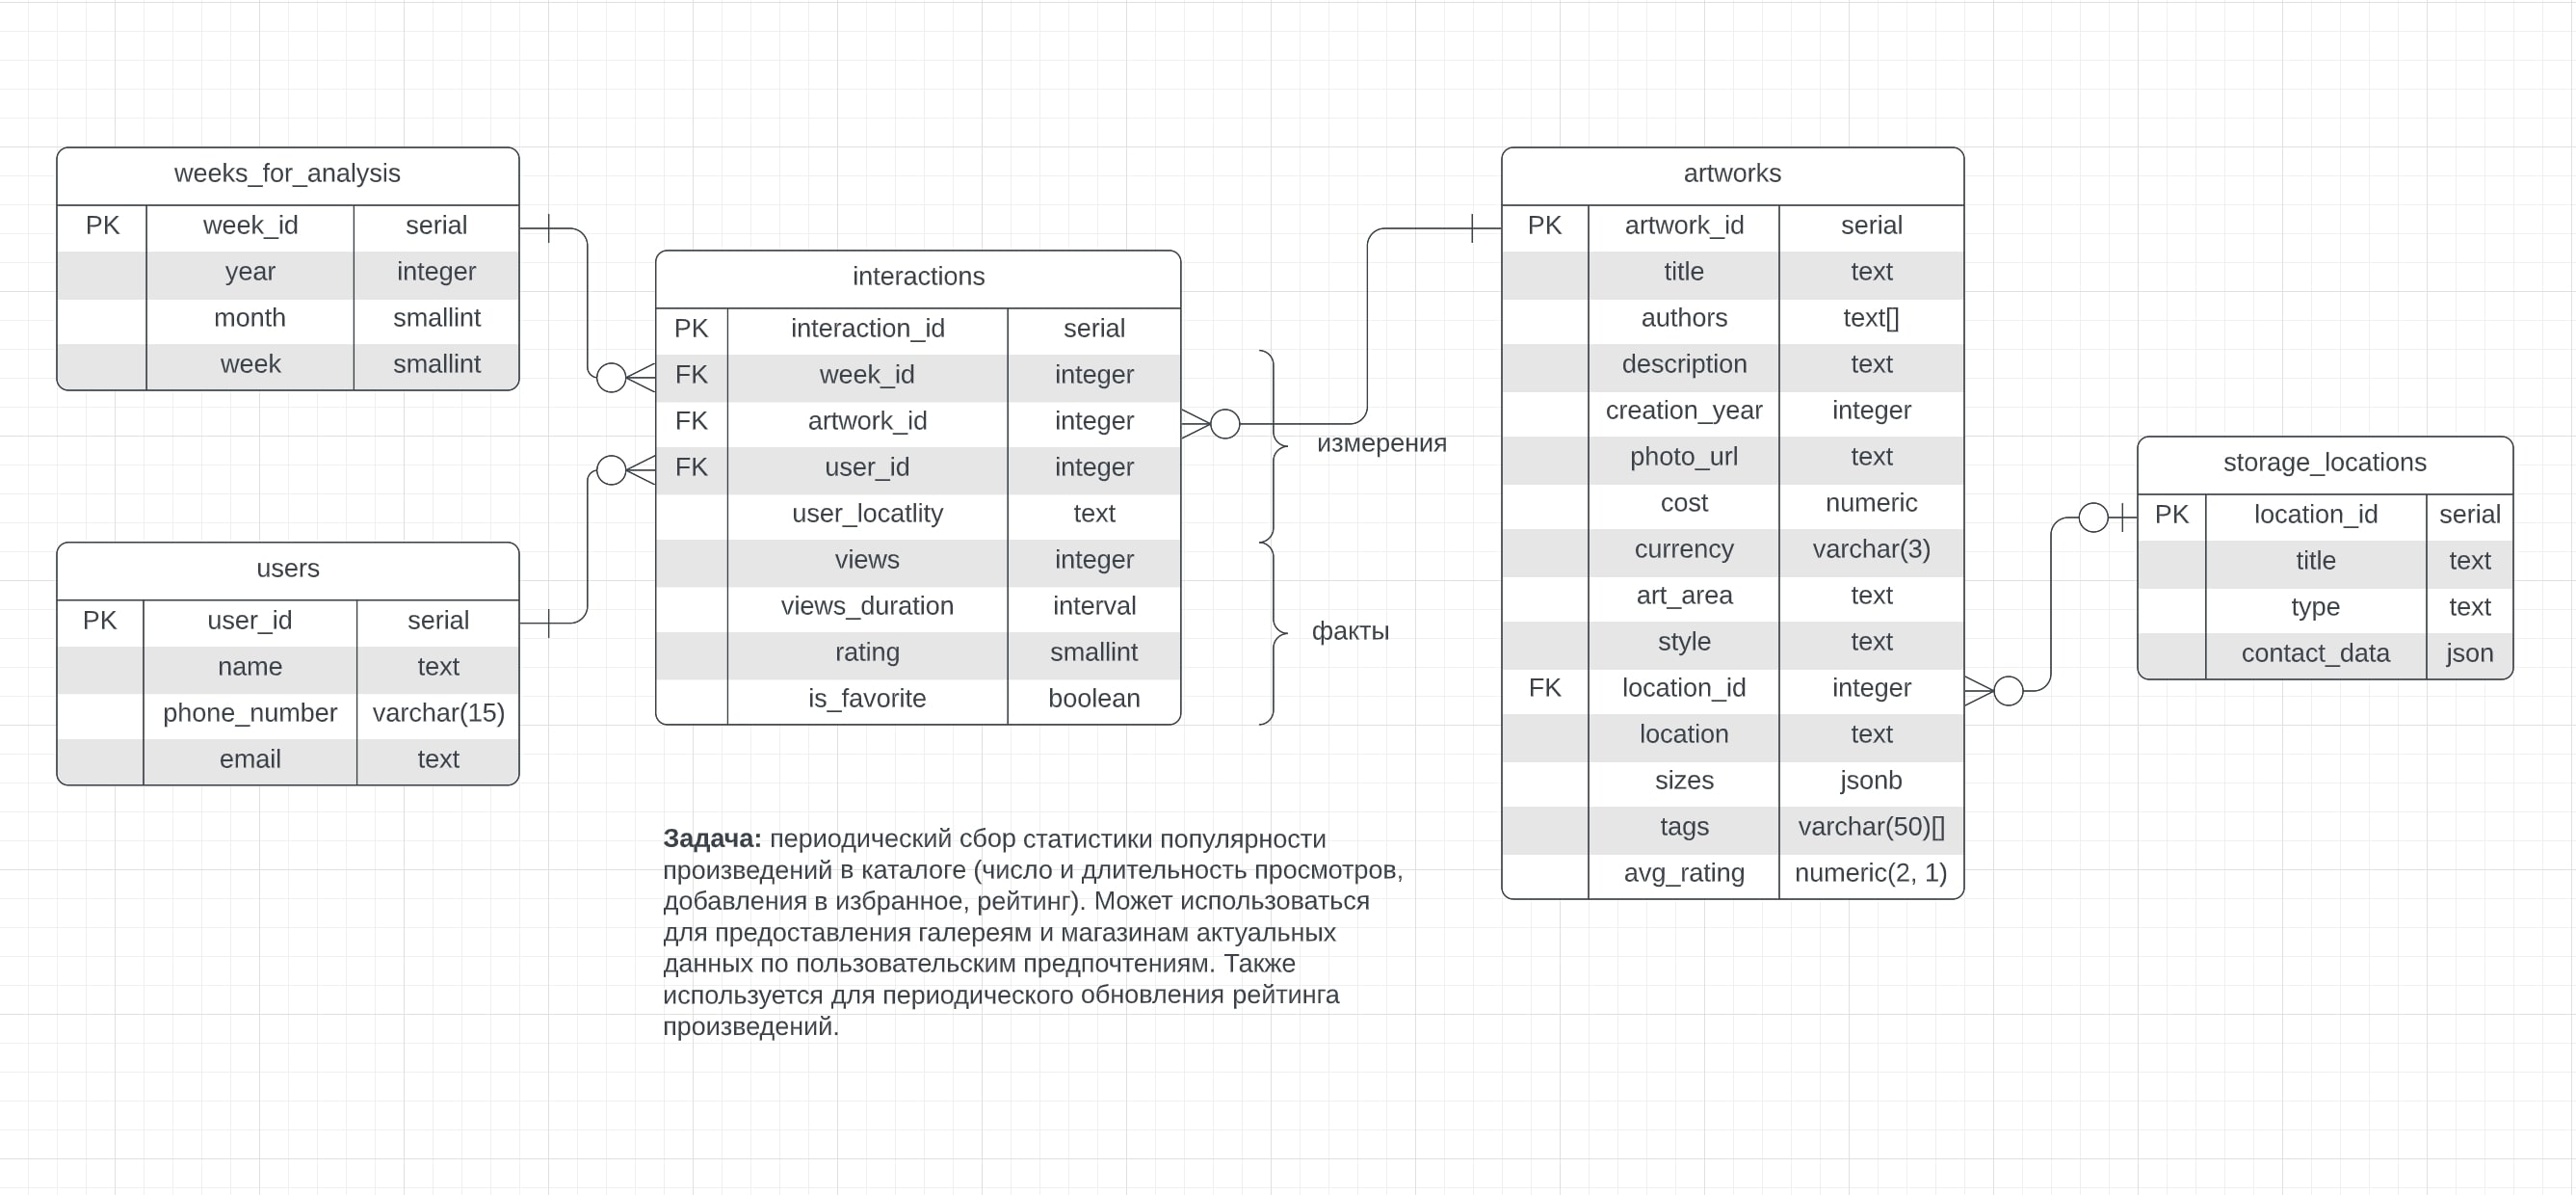 weeks_for_analysis
PK week_id serial
year integer
month smallint
week smallint
users
PK user_id serial
name text
phone_number varchar(15)
email text
interactions
PK interaction_id serial
FK week_id integer
FK artwork_id integer
FK user_id integer
user_locatlity text
views integer
views_duration interval
rating smallint
is_favorite boolean
измерения
факты
Задача: периодический сбор статистики популярности
произведений в каталоге (число и длительность просмотров,
добавления в избранное, рейтинг). Может использоваться
для предоставления галереям и магазинам актуальных
данных по пользовательским предпочтениям. Также
используется для периодического обновления рейтинга
произведений.
artworks
PK artwork_id serial
title text
authors text[]
description text
creation_year integer
photo_url text
cost numeric
currency varchar(3)
art_area text
style text
FK location_id integer
location text
sizes jsonb
tags varchar(50)[]
avg_rating numeric(2, 1)
storage_locations
PK location_id serial
title text
type text
contact_data json